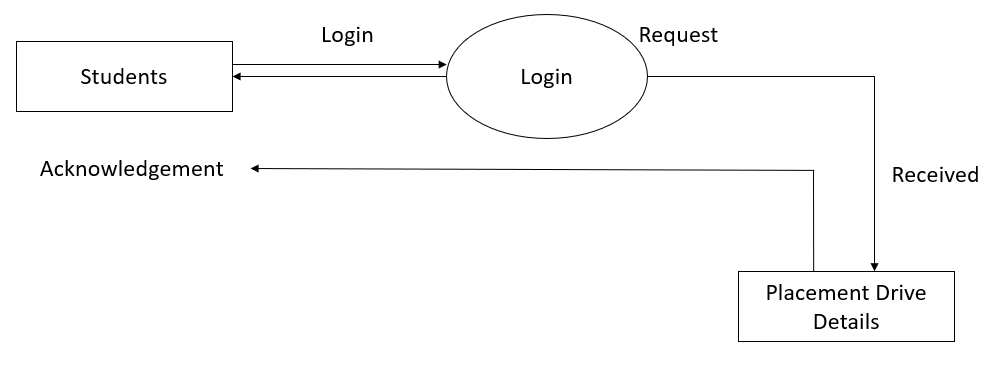 Login
Request
Students
Login
Acknowledgement
Received
Placement Drive
Details